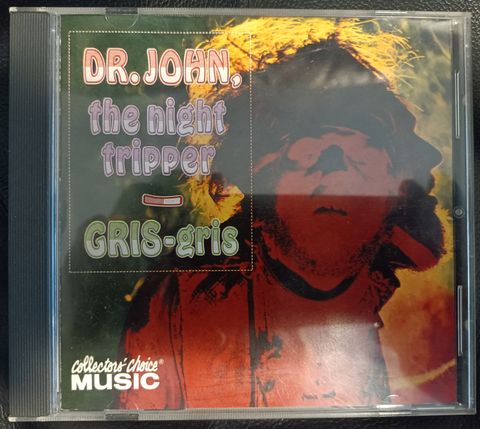 DR. JOHN,
the night
tripper
GRIS-gris
Collectors' Choice®
MUSIC